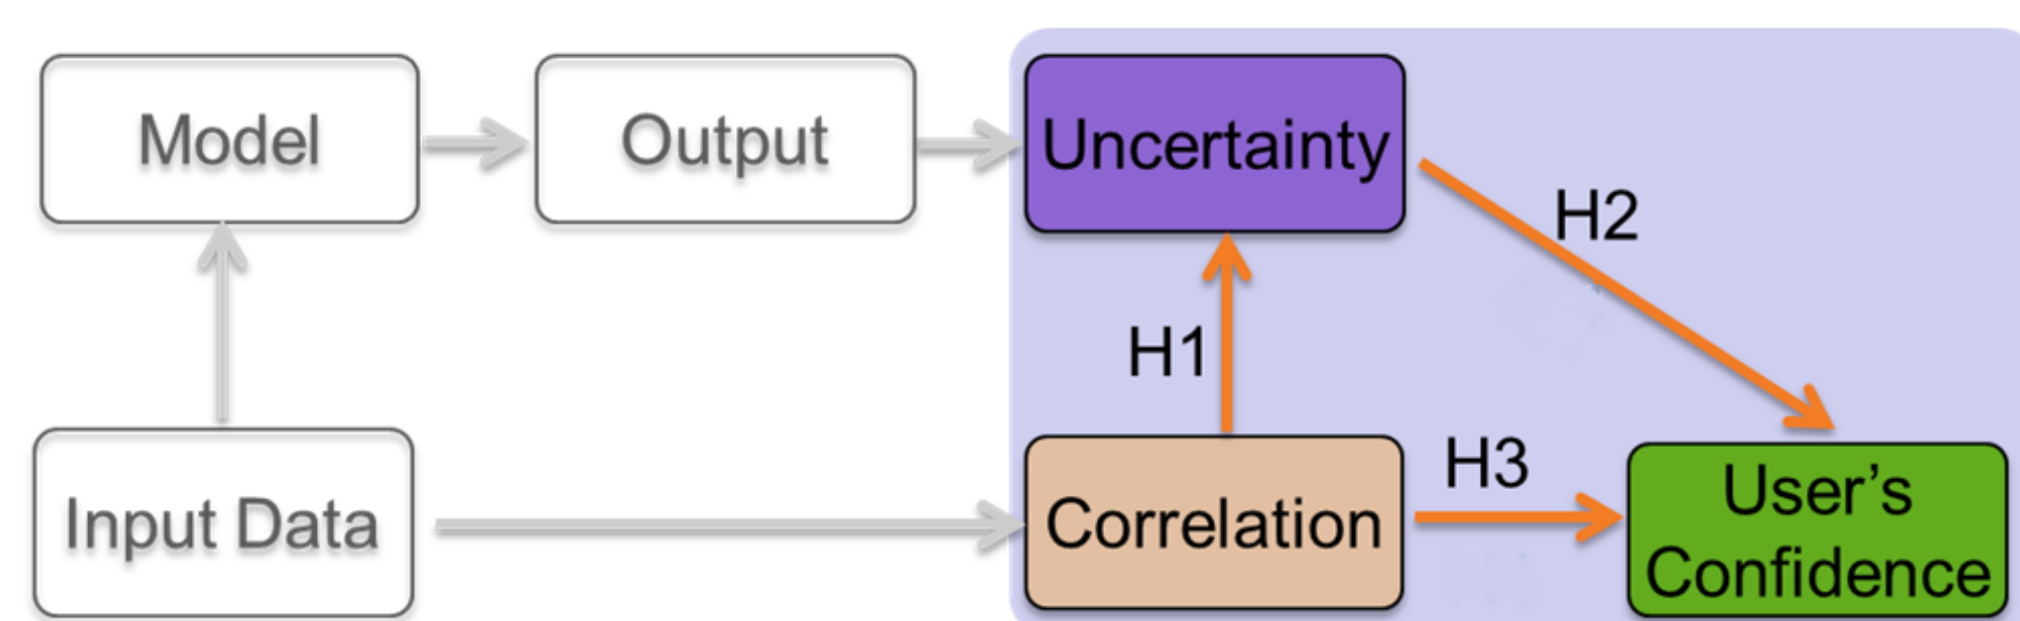 Model
Output
Uncertainty
H2
H1
H3
Input Data
Correlation
User’s
Confidence